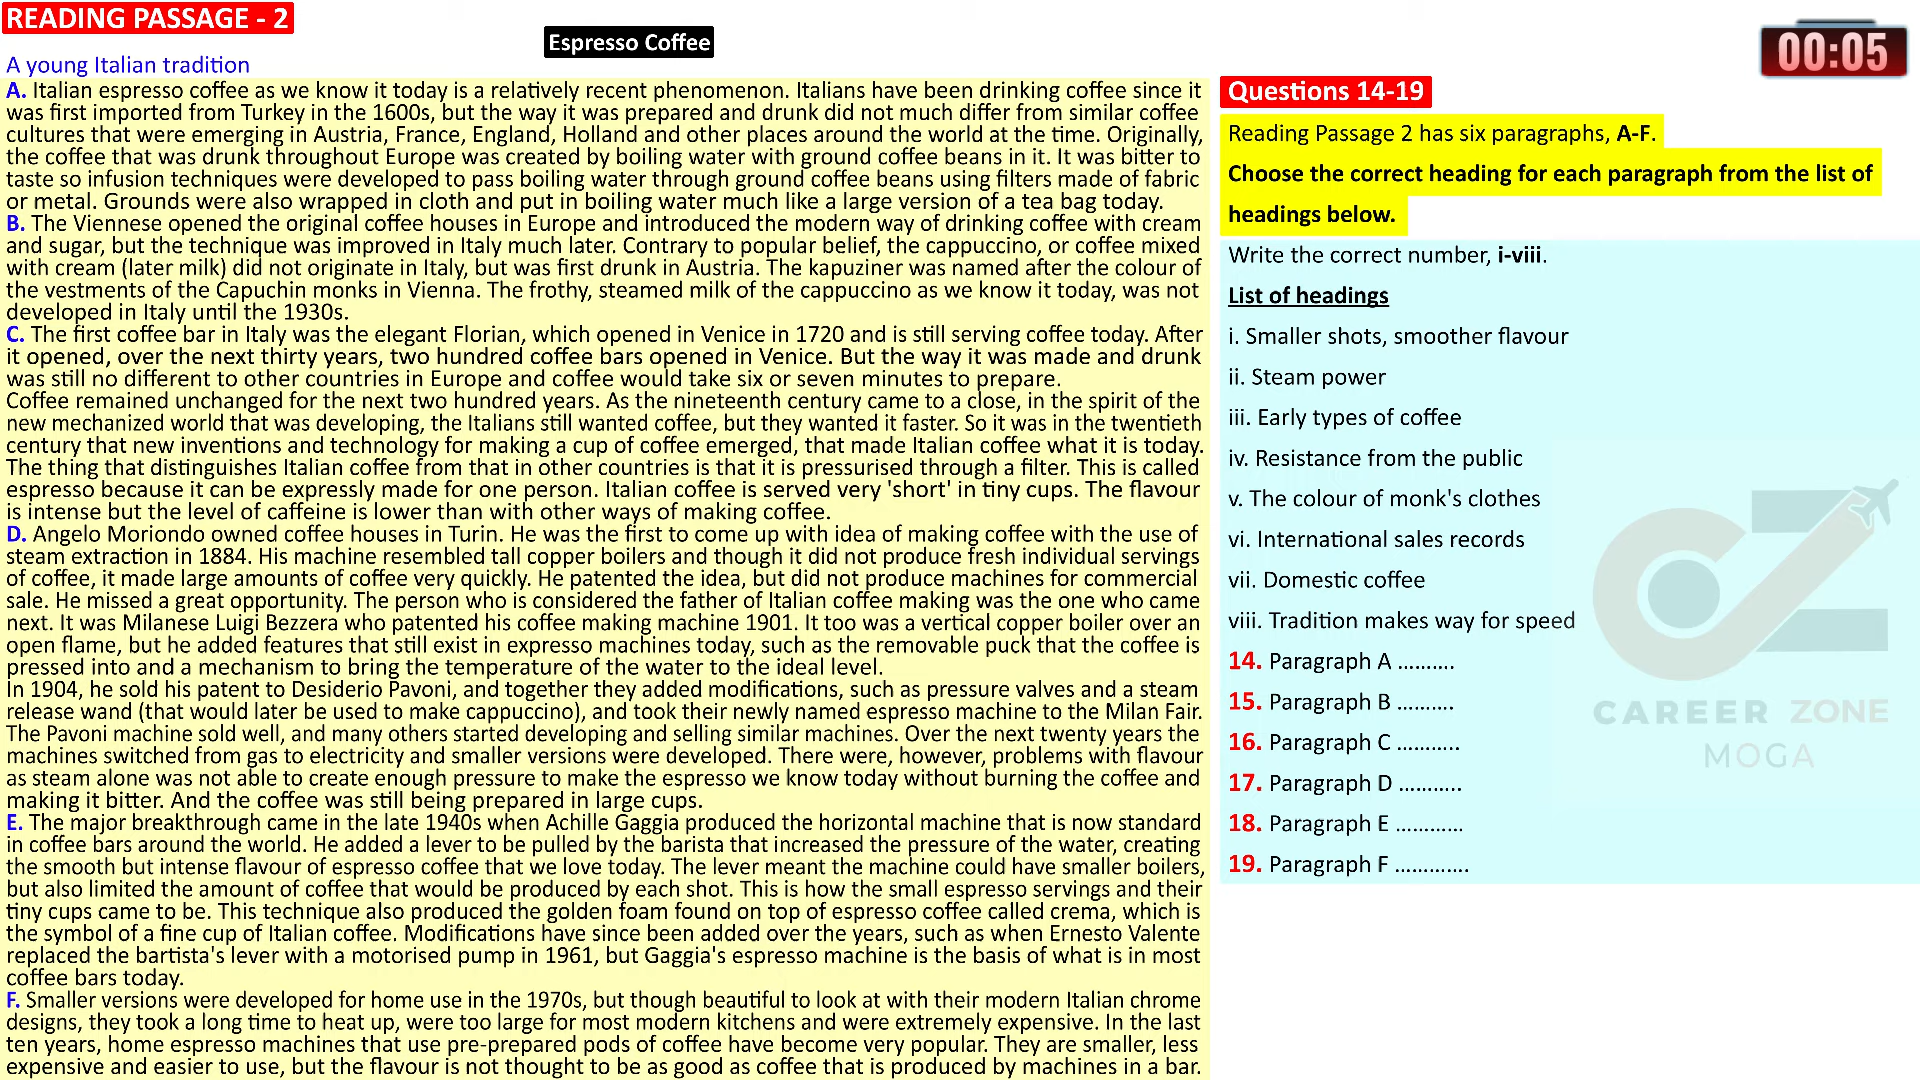 READING PASSAGE - 2
Espresso Coffee
00:05
A young Italian tradition
A. Italian espresso coffee as we know it today is a relatively recent phenomenon. Italians have been drinking coffee since it
was first imported from Turkey in the 1600s, but the way it was prepared and drunk did not much differ from similar coffee
cultures that were emerging in Austria, France, England, Holland and other places around the world at the time. Originally,
the coffee that was drunk throughout Europe was created by boiling water with ground coffee beans in it. It was bitter to
taste so infusion techniques were developed to pass boiling water through ground coffee beans using filters made of fabric
or metal. Grounds were also wrapped in cloth and put in boiling water much like a large version of a tea bag today.
B. The Viennese opened the original coffee houses in Europe and introduced the modern way of drinking coffee with cream
and sugar, but the technique was improved in Italy much later. Contrary to popular belief, the cappuccino, or coffee mixed
with cream (later milk) did not originate in Italy, but was first drunk in Austria. The kapuziner was named after the colour of
the vestments of the Capuchin monks in Vienna. The frothy, steamed milk of the cappuccino as we know it today, was not
developed in Italy until the 1930s.
C. The first coffee bar in Italy was the elegant Florian, which opened in Venice in 1720 and is still serving coffee today. After
it opened, over the next thirty years, two hundred coffee bars opened in Venice. But the way it was made and drunk
was still no different to other countries in Europe and coffee would take six or seven minutes to prepare.
Coffee remained unchanged for the next two hundred years. As the nineteenth century came to a close, in the spirit of the
new mechanized world that was developing, the Italians still wanted coffee, but they wanted it faster. So it was in the twentieth
century that new inventions and technology for making a cup of coffee emerged, that made Italian coffee what it is today.
The thing that distinguishes Italian coffee from that in other countries is that it is pressurised through a filter. This is called
espresso because it can be expressly made for one person. Italian coffee is served very 'short' in tiny cups. The flavour
is intense but the level of caffeine is lower than with other ways of making coffee.
D. Angelo Moriondo owned coffee houses in Turin. He was the first to come up with idea of making coffee with the use of
steam extraction in 1884. His machine resembled tall copper boilers and though it did not produce fresh individual servings
of coffee, it made large amounts of coffee very quickly. He patented the idea, but did not produce machines for commercial
sale. He missed a great opportunity. The person who is considered the father of Italian coffee making was the one who came
next. It was Milanese Luigi Bezzera who patented his coffee making machine 1901. It too was a vertical copper boiler over an
open flame, but he added features that still exist in expresso machines today, such as the removable puck that the coffee is
pressed into and a mechanism to bring the temperature of the water to the ideal level.
In 1904, he sold his patent to Desiderio Pavoni, and together they added modifications, such as pressure valves and a steam
release wand (that would later be used to make cappuccino), and took their newly named espresso machine to the Milan Fair.
The Pavoni machine sold well, and many others started developing and selling similar machines. Over the next twenty years the
machines switched from gas to electricity and smaller versions were developed. There were, however, problems with flavour
as steam alone was not able to create enough pressure to make the espresso we know today without burning the coffee and
making it bitter. And the coffee was still being prepared in large cups.
E. The major breakthrough came in the late 1940s when Achille Gaggia produced the horizontal machine that is now standard
in coffee bars around the world. He added a lever to be pulled by the barista that increased the pressure of the water, creating
the smooth but intense flavour of espresso coffee that we love today. The lever meant the machine could have smaller boilers,
but also limited the amount of coffee that would be produced by each shot. This is how the small espresso servings and their
tiny cups came to be. This technique also produced the golden foam found on top of espresso coffee called crema, which is
the symbol of a fine cup of Italian coffee. Modifications have since been added over the years, such as when Ernesto Valente
replaced the bartista's lever with a motorised pump in 1961, but Gaggia's espresso machine is the basis of what is in most
coffee bars today.
F. Smaller versions were developed for home use in the 1970s, but though beautiful to look at with their modern Italian chrome
designs, they took a long time to heat up, were too large for most modern kitchens and were extremely expensive. In the last
ten years, home espresso machines that use pre-prepared pods of coffee have become very popular. They are smaller, less
expensive and easier to use, but the flavour is not thought to be as good as coffee that is produced by machines in a bar.
Questions 14-19
Reading Passage 2 has six paragraphs, A-F.
Choose the correct heading for each paragraph from the list of
headings below.
Write the correct number, i-viii.
List of headings
i. Smaller shots, smoother flavour
ii. Steam power
iii. Early types of coffee
iv. Resistance from the public
v. The colour of monk's clothes
vi. International sales records
vii. Domestic coffee
viii. Tradition makes way for speed
14. Paragraph A ……….
15. Paragraph B ……….
16. Paragraph C ………..
17. Paragraph D ………..
18. Paragraph E …………
19. Paragraph F ………….
CAREER ZONE
MOGA